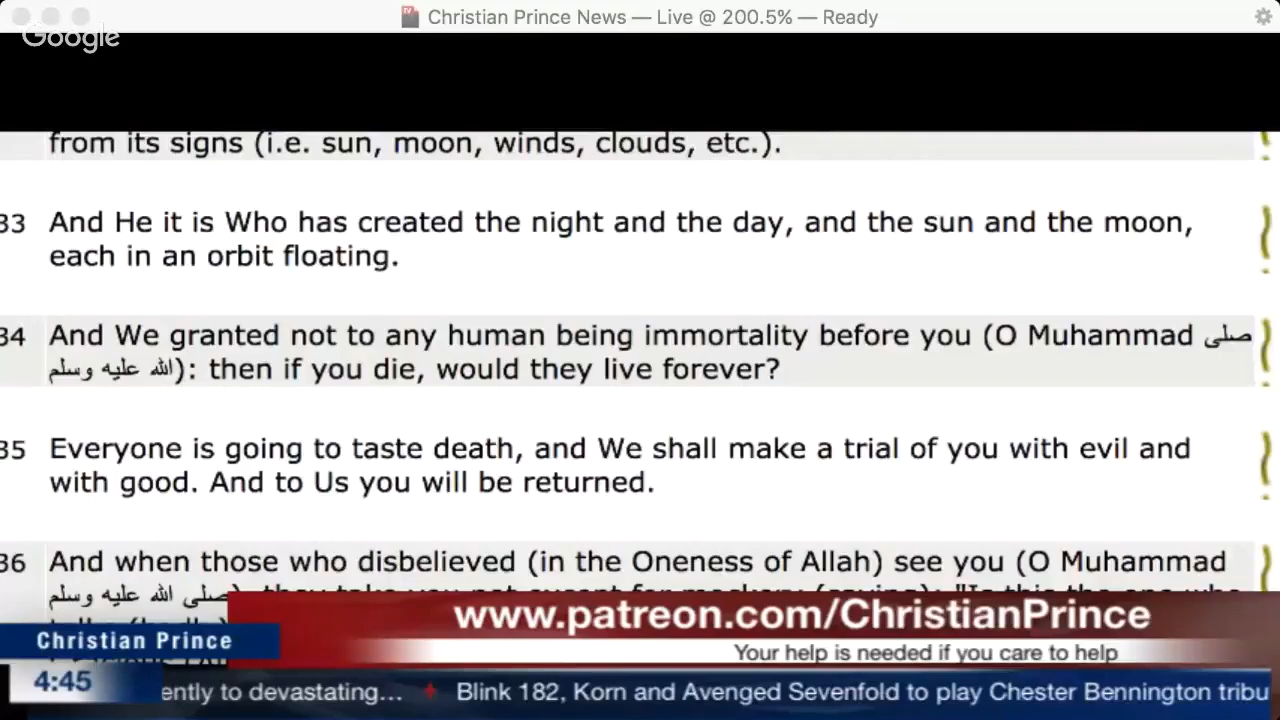 Christian Prince News — Live @ 200.5% — Ready
Google
from its signs (i.e. sun, moon, winds, clouds, etc.).
33 And He it is Who has created the night and the day, and the sun and the moon,
each in an orbit floating.
34 And We granted not to any human being immortality before you (O Muhammad صلى
الله عليه وسلم): then if you die, would they live forever?
35 Everyone is going to taste death, and We shall make a trial of you with evil and
with good. And to Us you will be returned.
36 And when those who disbelieved (in the Oneness of Allah) see you (O Muhammad
صلى الله عليه وسلم)
www.patreon.com/ChristianPrince
Christian Prince
Your help is needed if you care to help
4:45
ently to devastating... Blink 182, Korn and Avenged Sevenfold to play Chester Bennington tribu